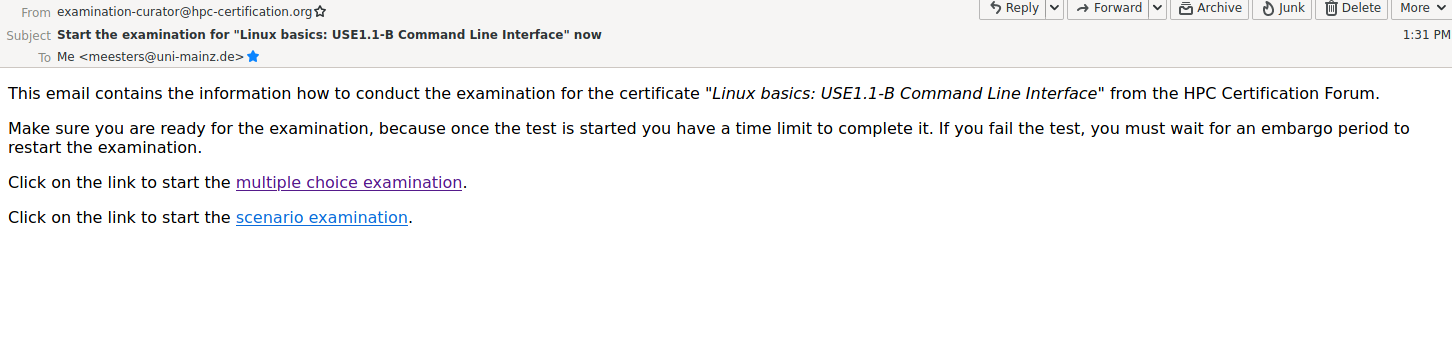 From examination-curator@hpc-certification.org
Reply Forward Archive Junk Delete More
Subject Start the examination for "Linux basics: USE1.1-B Command Line Interface" now 1:31 PM
To Me <meesters@uni-mainz.de>
This email contains the information how to conduct the examination for the certificate "Linux basics: USE1.1-B Command Line Interface" from the HPC Certification Forum.
Make sure you are ready for the examination, because once the test is started you have a time limit to complete it. If you fail the test, you must wait for an embargo period to
restart the examination.
Click on the link to start the multiple choice examination.
Click on the link to start the scenario examination.